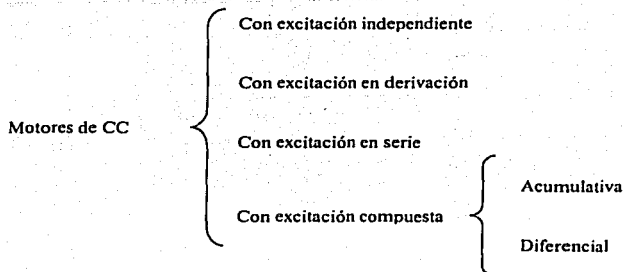 Motores de CC
Con excitación independiente
Con excitación en derivación
Con excitación en serie
Con excitación compuesta
Acumulativa
Diferencial